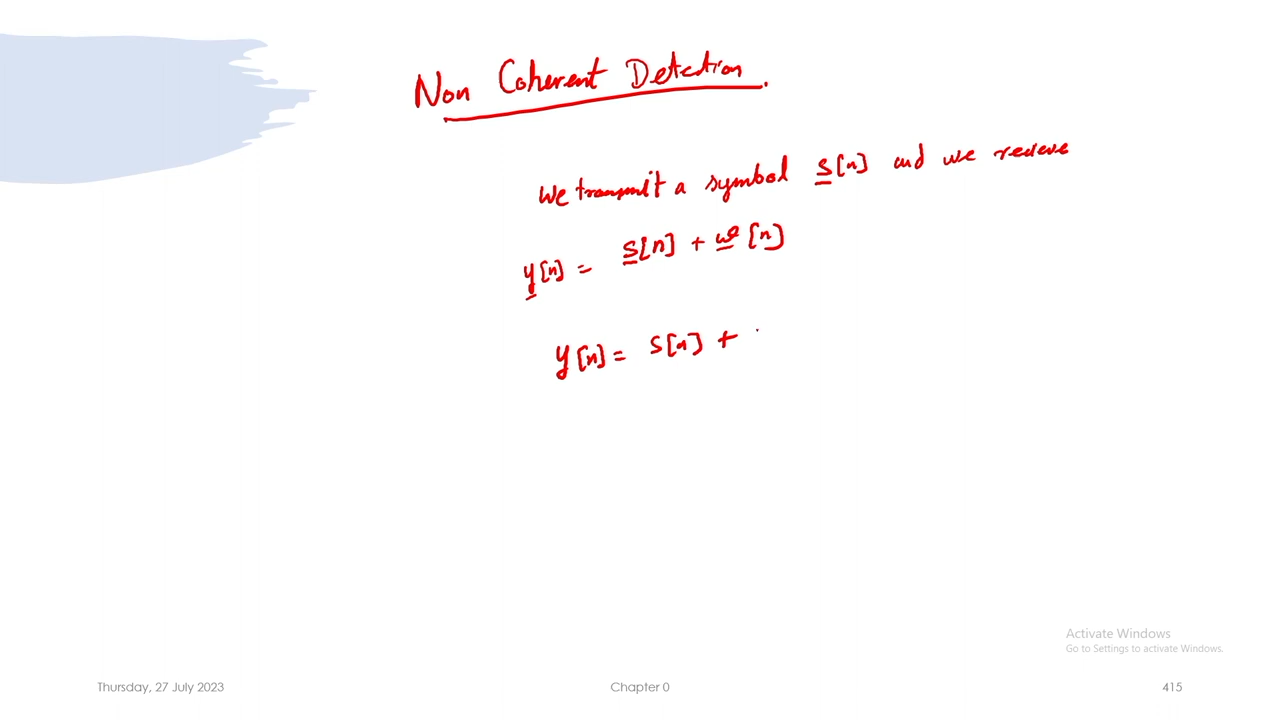 Non Coherent Detection.
We transmit a symbol s[n] and we recieve
y[n] = s[n] + w[n]
y[n] = s[n] +
Activate Windows
Go to Settings to activate Windows.
Thursday, 27 July 2023 Chapter 0 415